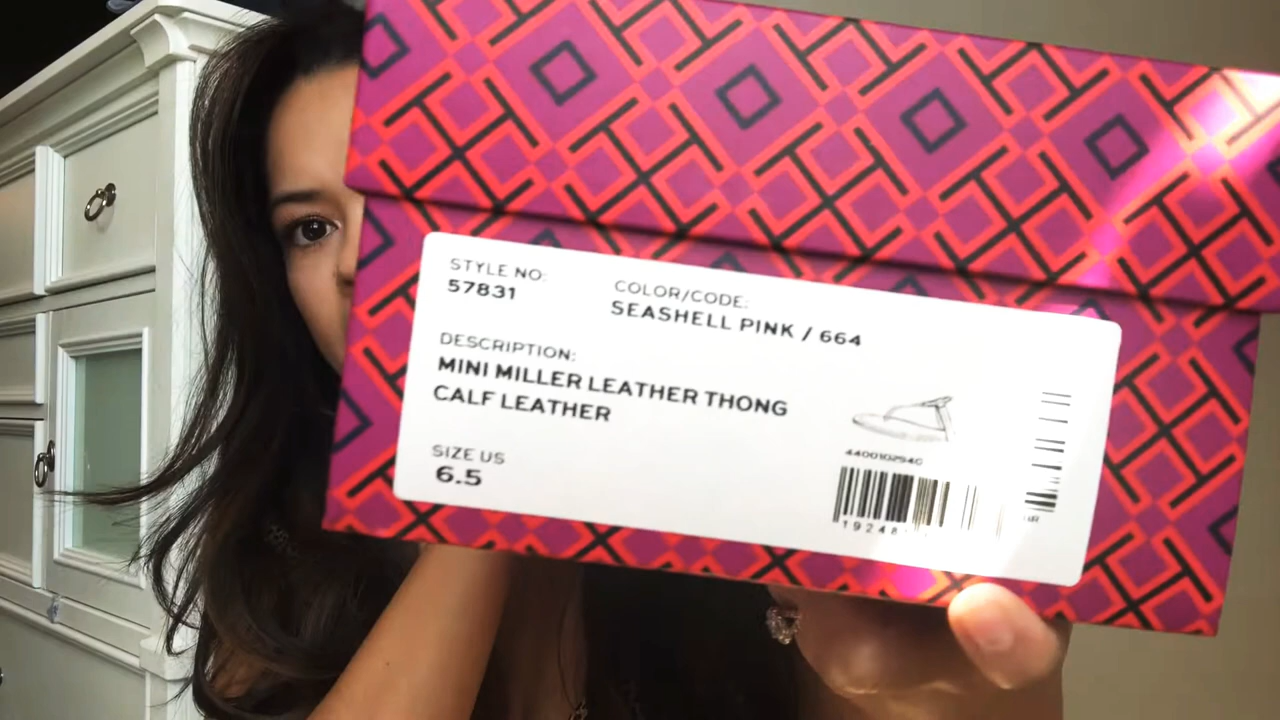 STYLE NO:
57831
COLOR/CODE:
SEASHELL PINK / 664
DESCRIPTION:
MINI MILLER LEATHER THONG
CALF LEATHER
SIZE US
6.5
19248